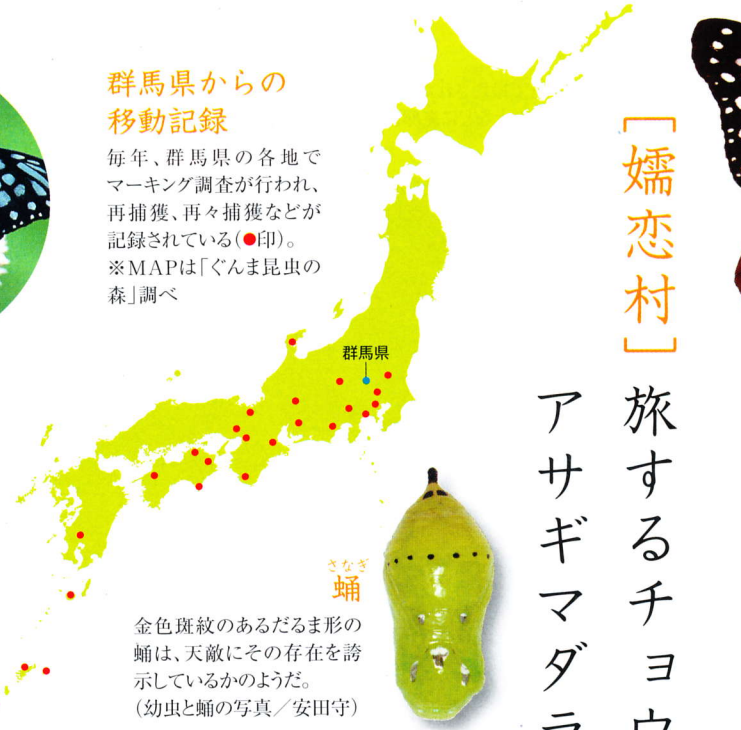 [嬬恋村] 旅するチョウ
アサギマダラ
群馬県からの
移動記録
毎年、群馬県の各地で
マーキング調査が行われ、
再捕獲、再々捕獲などが
記録されている(●印)。
※MAPは「ぐんま昆虫の
森」調べ
群馬県
さなぎ
蛹
金色斑紋のあるだるま形の
蛹は、天敵にその存在を誇
示しているかのようだ。
(幼虫と蛹の写真/安田守)